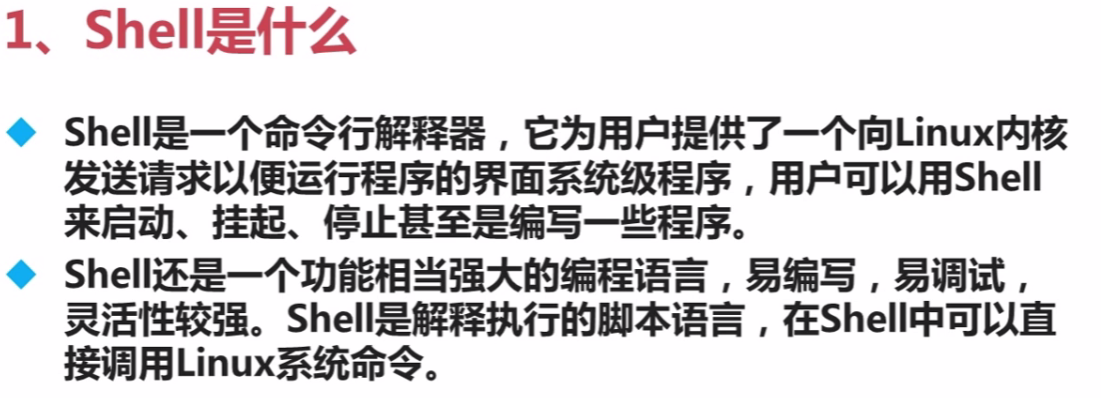 1、Shell是什么
Shell是一个命令行解释器，它为用户提供了一个向Linux内核
发送请求以便运行程序的界面系统级程序，用户可以用Shell
来启动、挂起、停止甚至是编写一些程序。
Shell还是一个功能相当强大的编程语言，易编写，易调试，
灵活性较强。Shell是解释执行的脚本语言，在Shell中可以直
接调用Linux系统命令。